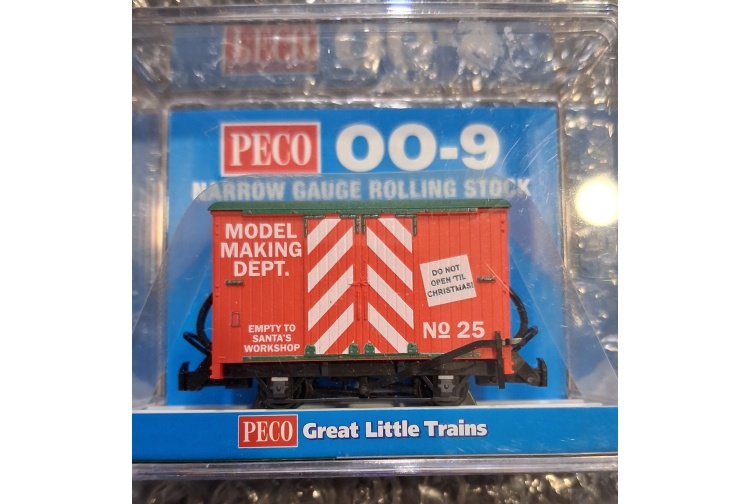 PECO
PECO OO-9
NARROW GAUGE ROLLING STOCK
MODEL
MAKING
DEPT.
DO NOT
OPEN 'TIL
CHRISTMAS!
EMPTY TO
SANTA'S
WORKSHOP
No 25
PECO Great Little Trains